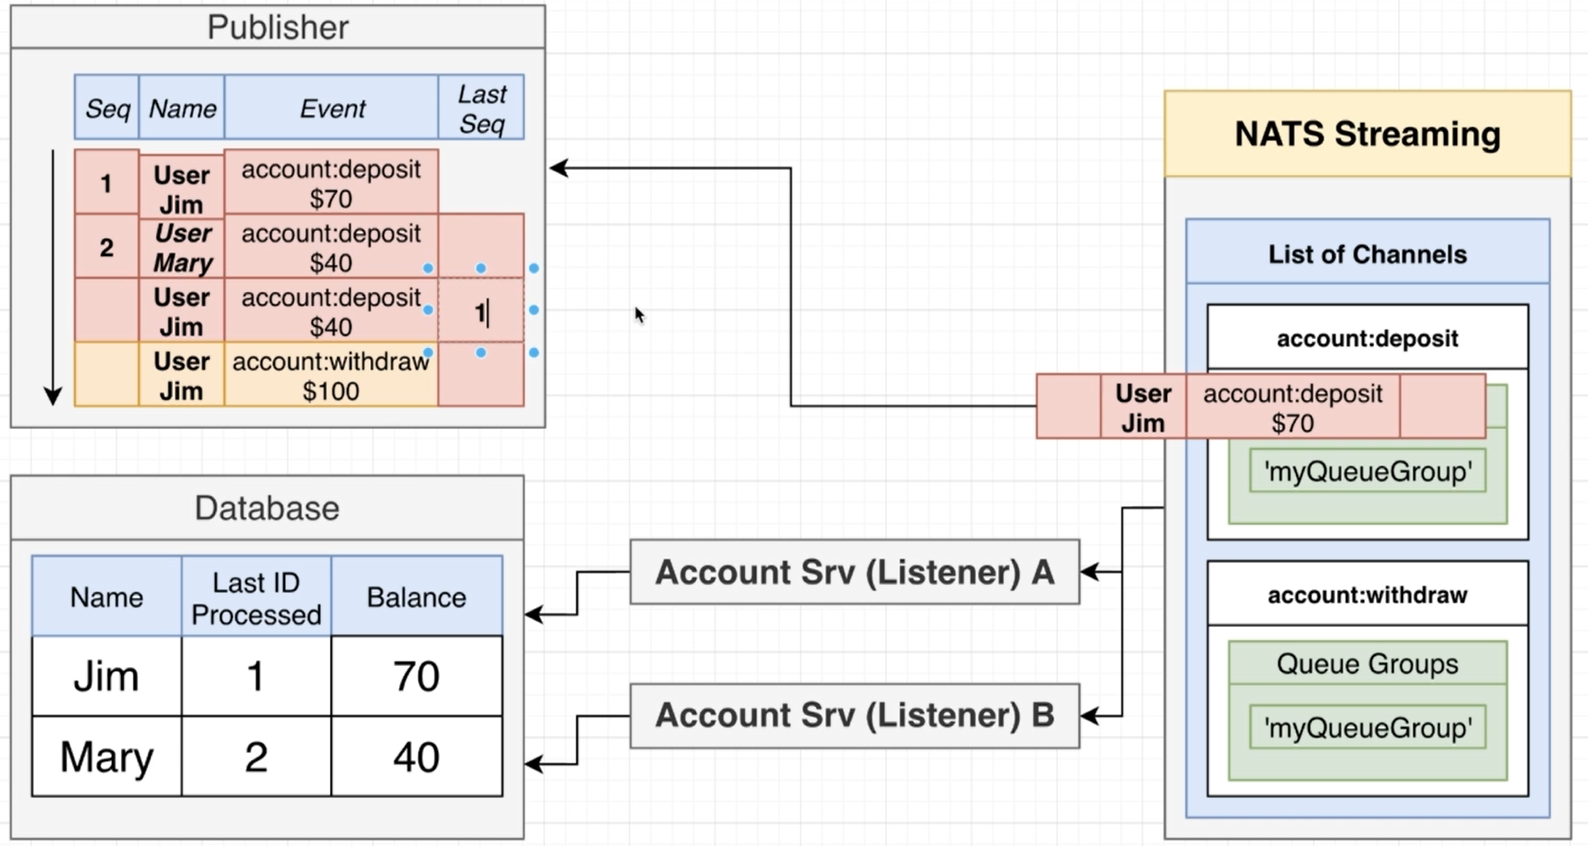 Publisher
Seq Name Event Last
Seq
1 User
Jim account:deposit
$70
2 User
Mary account:deposit
$40
User
Jim account:deposit
$40 1
User
Jim account:withdraw
$100
NATS Streaming
List of Channels
account:deposit
User
Jim account:deposit
$70
'myQueueGroup'
account:withdraw
Queue Groups
'myQueueGroup'
Account Srv (Listener) A
Account Srv (Listener) B
Database
Name Last ID
Processed Balance
Jim 1 70
Mary 2 40